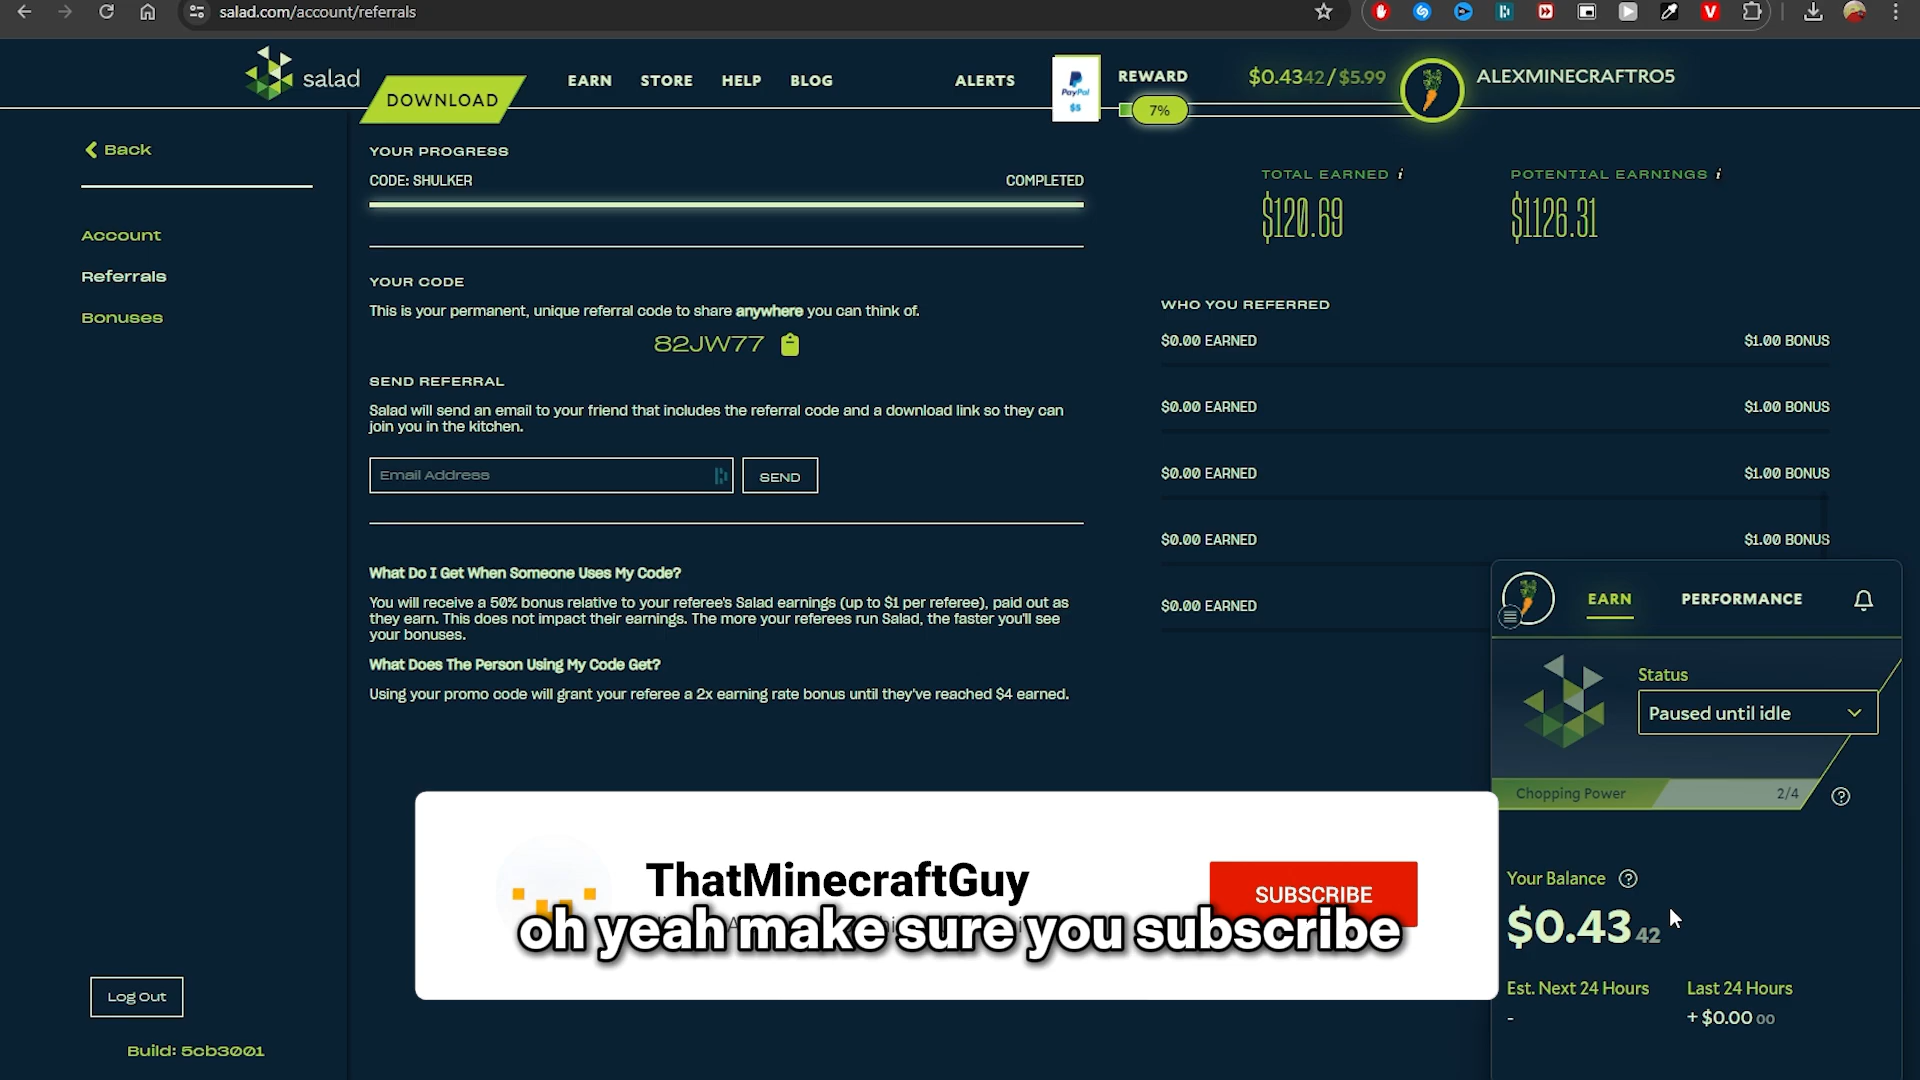 salad.com/account/referrals
salad
DOWNLOAD
EARN
STORE
HELP
BLOG
ALERTS
PayPal
$5
REWARD
$0.4342/$5.99
7%
ALEXMINECRAFTRO5
Back
Account
Referrals
Bonuses
Log Out
Build: 5cb3001
YOUR PROGRESS
CODE: SHULKER
COMPLETED
YOUR CODE
This is your permanent, unique referral code to share anywhere you can think of.
82JW77
SEND REFERRAL
Salad will send an email to your friend that includes the referral code and a download link so they can
join you in the kitchen.
Email Address
SEND
What Do I Get When Someone Uses My Code?
You will receive a 50% bonus relative to your referee's Salad earnings (up to $1 per referee), paid out as
they earn. This does not impact their earnings. The more your referees run Salad, the faster you'll see
your bonuses.
What Does The Person Using My Code Get?
Using your promo code will grant your referee a 2x earning rate bonus until they've reached $4 earned.
TOTAL EARNED i
$120.69
POTENTIAL EARNINGS i
$1126.31
WHO YOU REFERRED
$0.00 EARNED
$1.00 BONUS
$0.00 EARNED
$1.00 BONUS
$0.00 EARNED
$1.00 BONUS
$0.00 EARNED
$1.00 BONUS
$0.00 EARNED
EARN
PERFORMANCE
Status
Paused until idle
Chopping Power
2/4
Your Balance
$0.4342
Est. Next 24 Hours
-
Last 24 Hours
+ $0.00 00
ThatMinecraftGuy
SUBSCRIBE
oh yeah make sure you subscribe